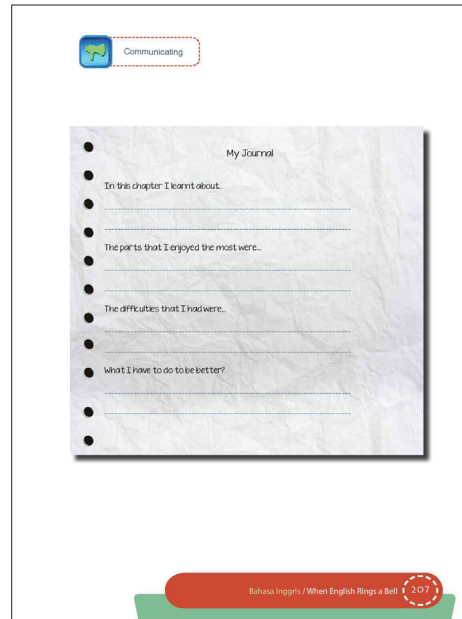 Communicating
My Journal
In this chapter I learnt about..
The parts that I enjoyed the most were...
The difficulties that I had were...
What I have to do to be better?
Bahasa Inggris / When English Rings a Bell 207